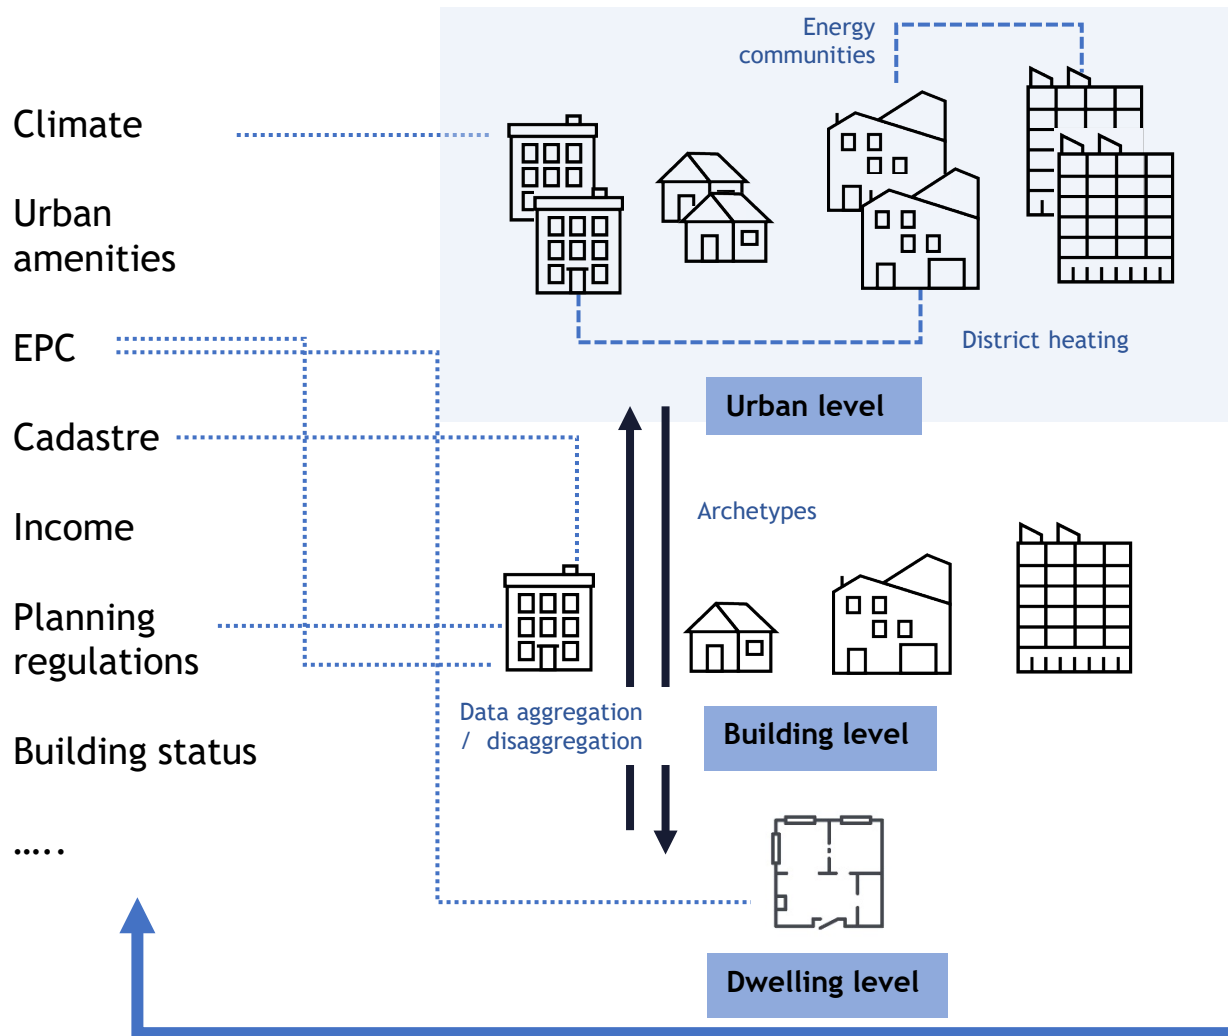 Energy
communities
Climate
Urban
amenities
EPC
District heating
Urban level
Cadastre
Archetypes
Income
Planning
regulations
Data aggregation
/ disaggregation
Building level
Building status
…..
Dwelling level